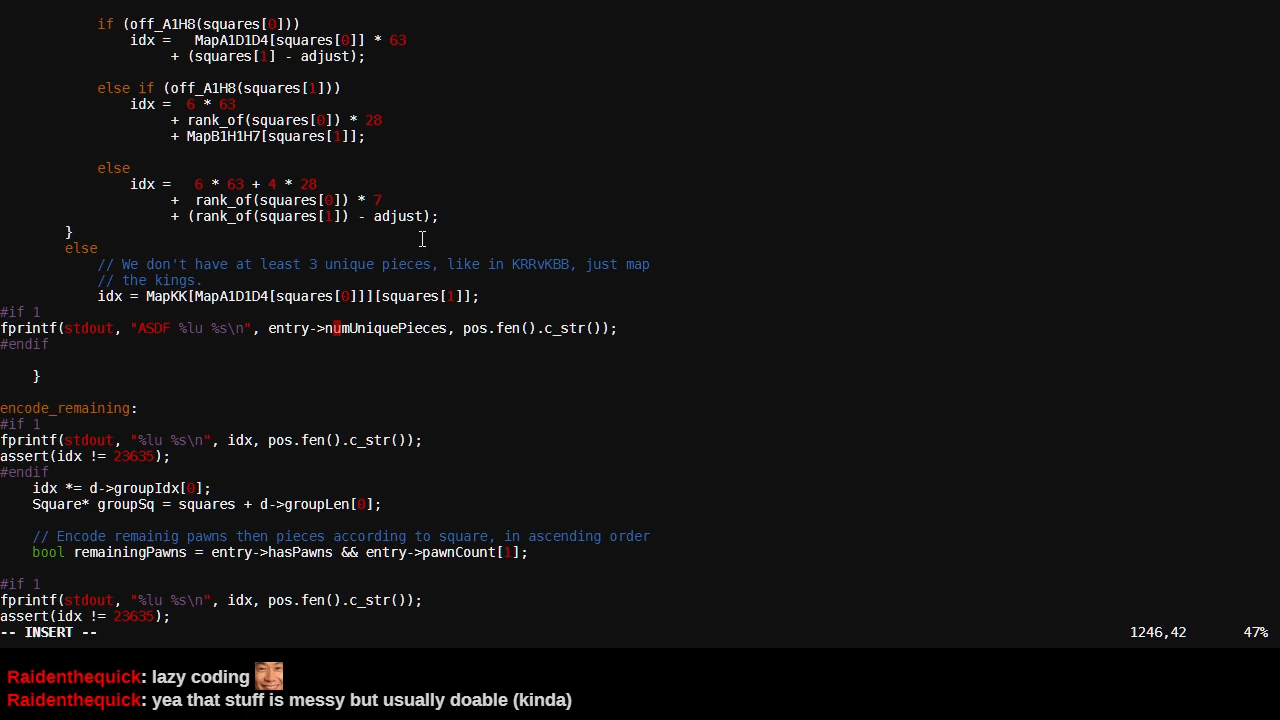 if (off_A1H8(squares[0]))
idx =   MapA1D1D4[squares[0]] * 63
+ (squares[1] - adjust);
else if (off_A1H8(squares[1]))
idx =  6 * 63
+ rank_of(squares[0]) * 28
+ MapB1H1H7[squares[1]];
else
idx =   6 * 63 + 4 * 28
+  rank_of(squares[0]) * 7
+ (rank_of(squares[1]) - adjust);
}
else
// We don't have at least 3 unique pieces, like in KRRvKBB, just map
// the kings.
idx = MapKK[MapA1D1D4[squares[0]]][squares[1]];
#if 1
fprintf(stdout, "ASDF %lu %s\n", entry->numUniquePieces, pos.fen().c_str());
#endif
}
encode_remaining:
#if 1
fprintf(stdout, "%lu %s\n", idx, pos.fen().c_str());
assert(idx != 23635);
#endif
idx *= d->groupIdx[0];
Square* groupSq = squares + d->groupLen[0];
// Encode remainig pawns then pieces according to square, in ascending order
bool remainingPawns = entry->hasPawns && entry->pawnCount[1];
#if 1
fprintf(stdout, "%lu %s\n", idx, pos.fen().c_str());
assert(idx != 23635);
-- INSERT -- 1246,42 47%
Raidenthequick: lazy coding
Raidenthequick: yea that stuff is messy but usually doable (kinda)